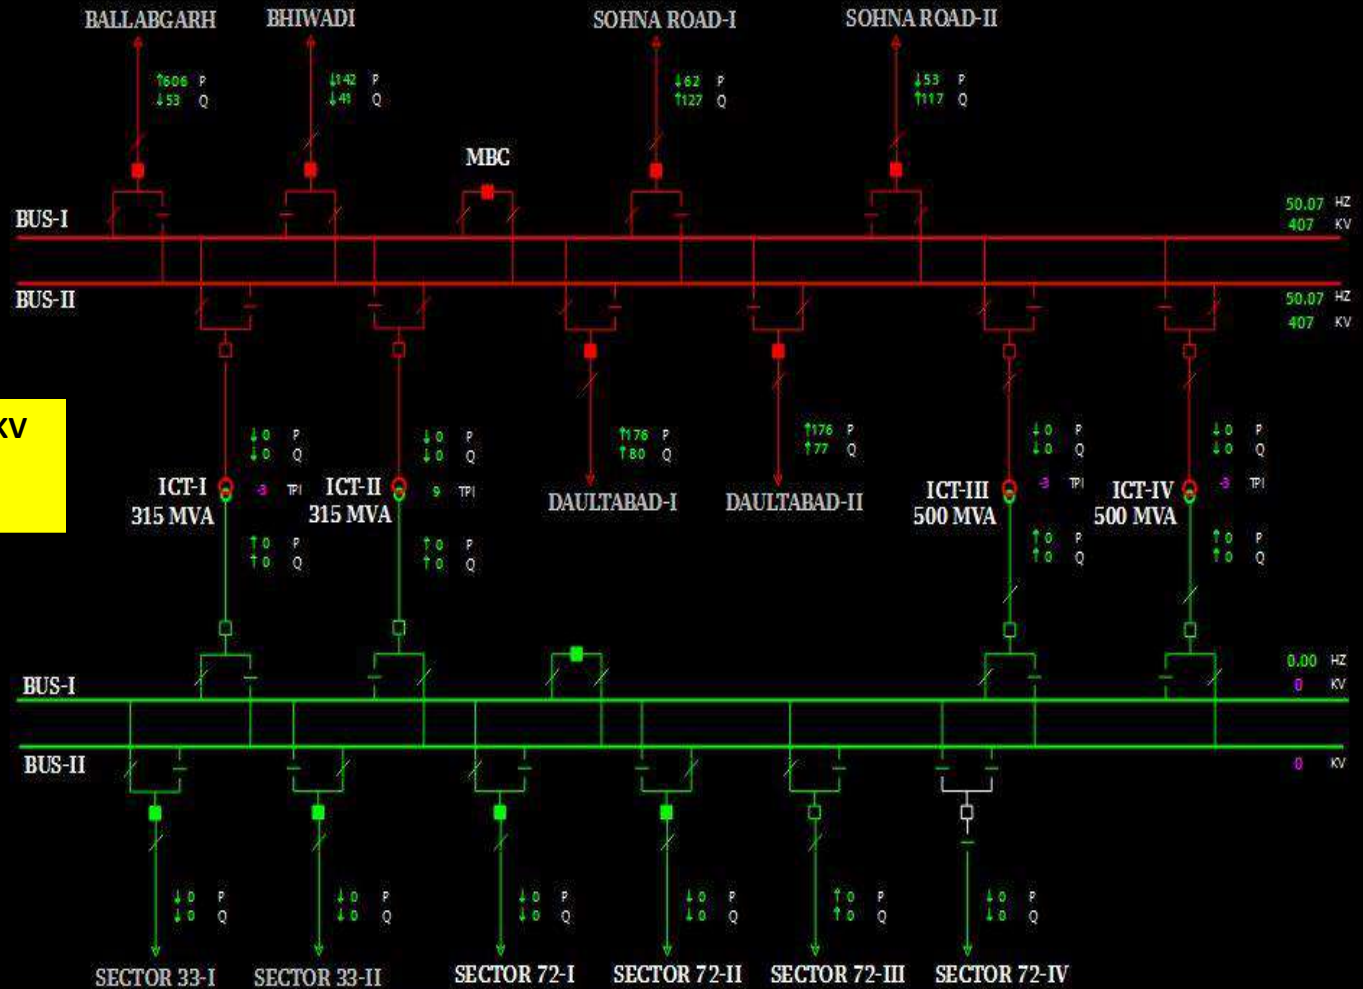 BALLABGARH
BHIWADI
SOHNA ROAD-I
SOHNA ROAD-II
↑606 P
↓53 Q
↓142 P
↓41 Q
↓62 P
↑127 Q
↓53 P
↑117 Q
MBC
BUS-I
50.07 HZ
407 KV
BUS-II
50.07 HZ
407 KV
KV
↓0 P
↓0 Q
↓0 P
↓0 Q
↑176 P
↑80 Q
↑176 P
↑77 Q
↓0 P
↓0 Q
↓0 P
↓0 Q
ICT-I
315 MVA
-3 TPI
ICT-II
315 MVA
9 TPI
DAULTABAD-I
DAULTABAD-II
ICT-III
500 MVA
-3 TPI
ICT-IV
500 MVA
-3 TPI
↑0 P
↑0 Q
↑0 P
↑0 Q
↑0 P
↑0 Q
↑0 P
↑0 Q
BUS-I
0.00 HZ
0 KV
BUS-II
0 KV
↓0 P
↓0 Q
↓0 P
↓0 Q
↓0 P
↓0 Q
↓0 P
↓0 Q
↑0 P
↑0 Q
↓0 P
↓0 Q
SECTOR 33-I
SECTOR 33-II
SECTOR 72-I
SECTOR 72-II
SECTOR 72-III
SECTOR 72-IV